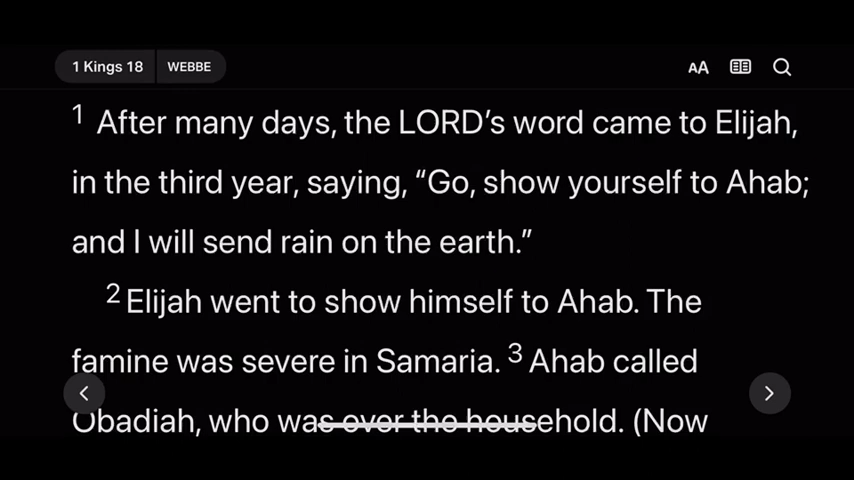 1 Kings 18 WEBBE AA
1 After many days, the LORD’s word came to Elijah,
in the third year, saying, “Go, show yourself to Ahab;
and I will send rain on the earth.”
2 Elijah went to show himself to Ahab. The
famine was severe in Samaria. 3 Ahab called
Obadiah, who was over the household. (Now